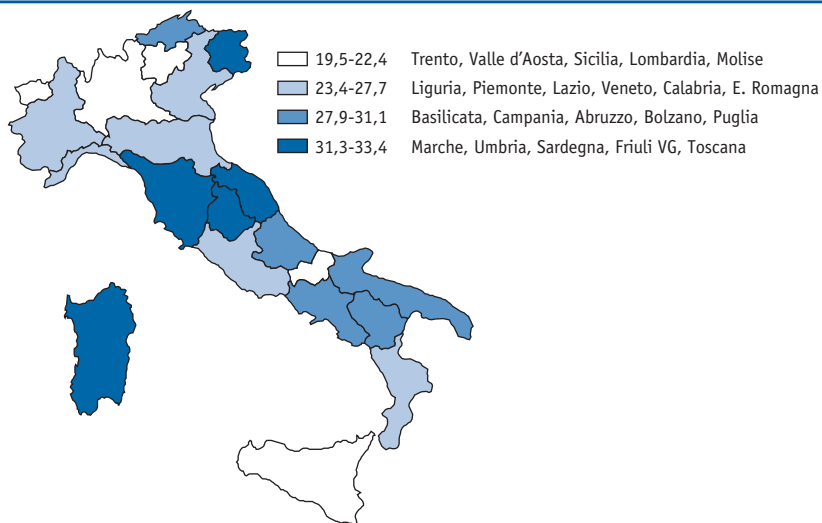 19,5-22,4 Trento, Valle d'Aosta, Sicilia, Lombardia, Molise
23,4-27,7 Liguria, Piemonte, Lazio, Veneto, Calabria, E. Romagna
27,9-31,1 Basilicata, Campania, Abruzzo, Bolzano, Puglia
31,3-33,4 Marche, Umbria, Sardegna, Friuli VG, Toscana